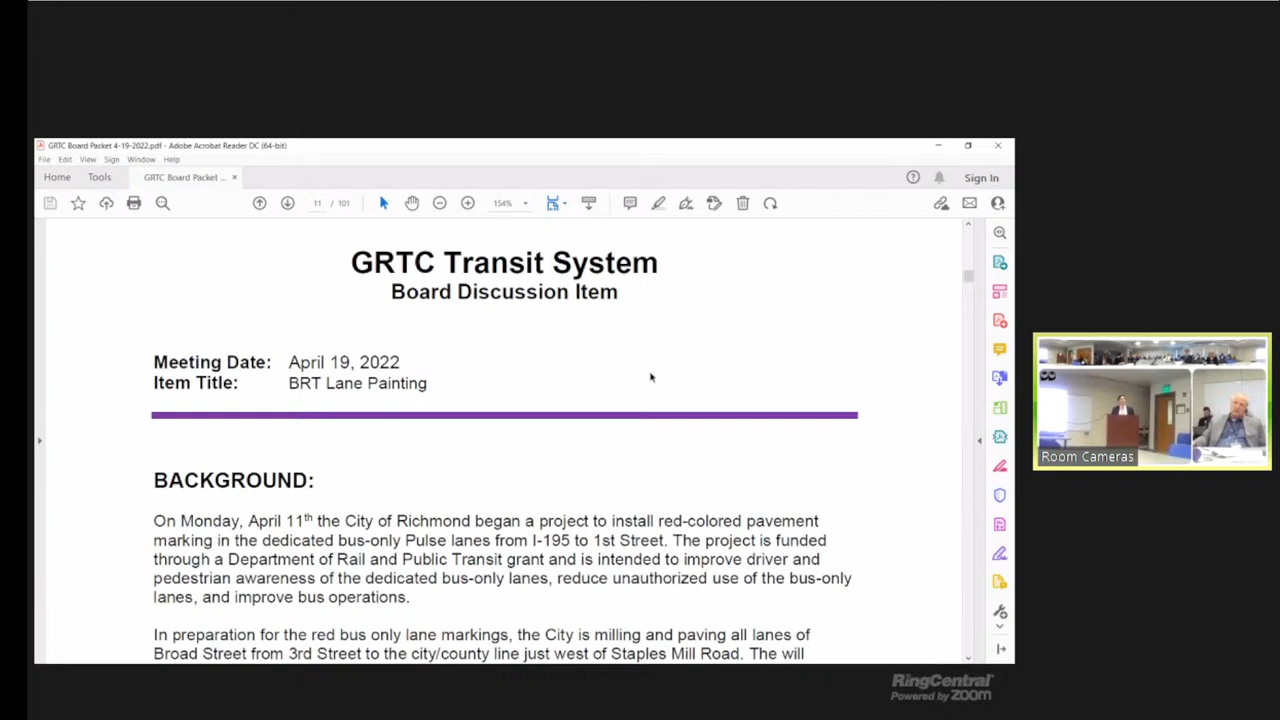 GRTC Board Packet 4-19-2022.pdf - Adobe Acrobat Reader DC (64-bit)
File Edit View Sign Window Help
Home Tools GRTC Board Packet ... × Sign In
11 / 101 154%
GRTC Transit System
Board Discussion Item
Meeting Date: April 19, 2022
Item Title: BRT Lane Painting
BACKGROUND:
On Monday, April 11th the City of Richmond began a project to install red-colored pavement
marking in the dedicated bus-only Pulse lanes from I-195 to 1st Street. The project is funded
through a Department of Rail and Public Transit grant and is intended to improve driver and
pedestrian awareness of the dedicated bus-only lanes, reduce unauthorized use of the bus-only
lanes, and improve bus operations.
In preparation for the red bus only lane markings, the City is milling and paving all lanes of
Broad Street from 3rd Street to the city/county line just west of Staples Mill Road. The will
Room Cameras
RingCentral
Powered by zoom